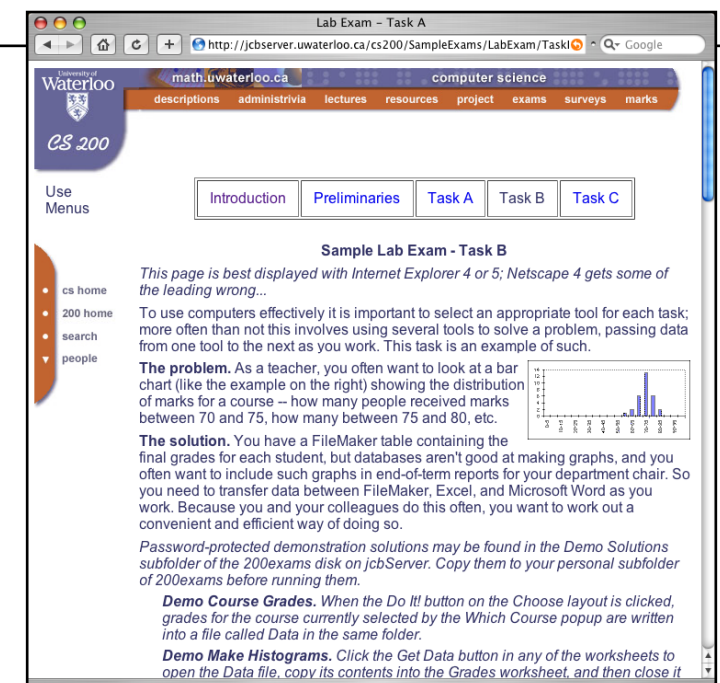 Lab Exam – Task A
http://jcbserver.uwaterloo.ca/cs200/SampleExams/LabExam/Taskl
Google
University of
Waterloo
math.uwaterloo.ca
computer science
descriptions administrivia lectures resources project exams surveys marks
CS 200
Use
Menus
Introduction Preliminaries Task A Task B Task C
cs home
200 home
search
people
Sample Lab Exam - Task B
This page is best displayed with Internet Explorer 4 or 5; Netscape 4 gets some of
the leading wrong...
To use computers effectively it is important to select an appropriate tool for each task;
more often than not this involves using several tools to solve a problem, passing data
from one tool to the next as you work. This task is an example of such.
The problem. As a teacher, you often want to look at a bar
chart (like the example on the right) showing the distribution
of marks for a course -- how many people received marks
between 70 and 75, how many between 75 and 80, etc.
The solution. You have a FileMaker table containing the
final grades for each student, but databases aren't good at making graphs, and you
often want to include such graphs in end-of-term reports for your department chair. So
you need to transfer data between FileMaker, Excel, and Microsoft Word as you
work. Because you and your colleagues do this often, you want to work out a
convenient and efficient way of doing so.
Password-protected demonstration solutions may be found in the Demo Solutions
subfolder of the 200exams disk on jcbServer. Copy them to your personal subfolder
of 200exams before running them.
Demo Course Grades. When the Do It! button on the Choose layout is clicked,
grades for the course currently selected by the Which Course popup are written
into a file called Data in the same folder.
Demo Make Histograms. Click the Get Data button in any of the worksheets to
open the Data file, copy its contents into the Grades worksheet, and then close it